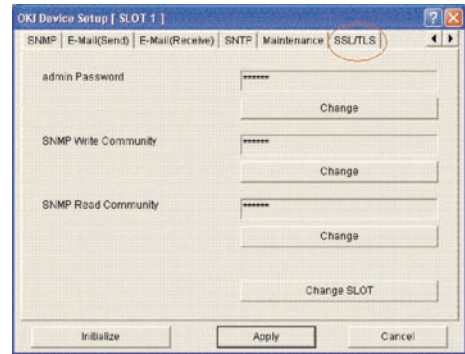 OKI Device Setup [ SLOT 1 ]
SNMP E-Mail(Send) E-Mail(Receive) SNTP Maintenance SSL/TLS
admin Password ******
Change
SNMP Write Community ******
Change
SNMP Read Community ******
Change
Change SLOT
Initialize Apply Cancel